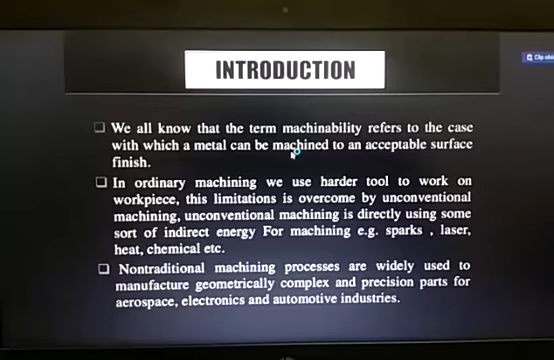 INTRODUCTION
We all know that the term machinability refers to the case
with which a metal can be machined to an acceptable surface
finish.
In ordinary machining we use harder tool to work on
workpiece, this limitations is overcome by unconventional
machining, unconventional machining is directly using some
sort of indirect energy For machining e.g. sparks , laser,
heat, chemical etc.
Nontraditional machining processes are widely used to
manufacture geometrically complex and precision parts for
aerospace, electronics and automotive industries.